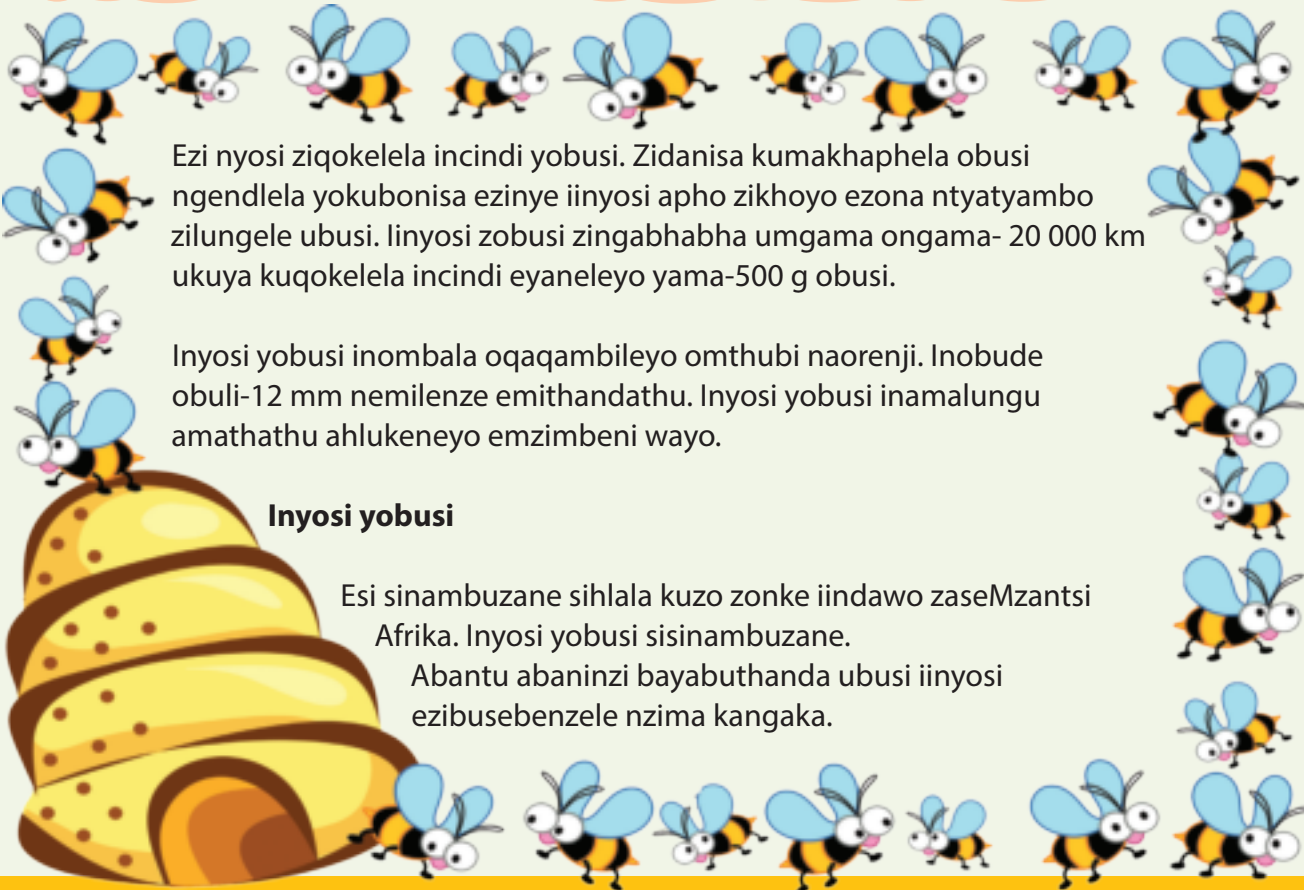 Ezi nyosi ziqokelela incindi yobusi. Zidanisa kumakhaphela obusi
ngendlela yokubonisa ezinye iinyosi apho zikhoyo ezona ntyatyambo
zilungele ubusi. Iinyosi zobusi zingabhabha umgama ongama- 20 000 km
ukuya kuqokelela incindi eyaneleyo yama-500 g obusi.
Inyosi yobusi inombala oqaqambileyo omthubi naorenji. Inobude
obuli-12 mm nemilenze emithandathu. Inyosi yobusi inamalungu
amathathu ahlukeneyo emzimbeni wayo.
Inyosi yobusi
Esi sinambuzane sihlala kuzo zonke iindawo zaseMzantsi
Afrika. Inyosi yobusi sisinambuzane.
Abantu abaninzi bayabuthanda ubusi iinyosi
ezibusebenzele nzima kangaka.